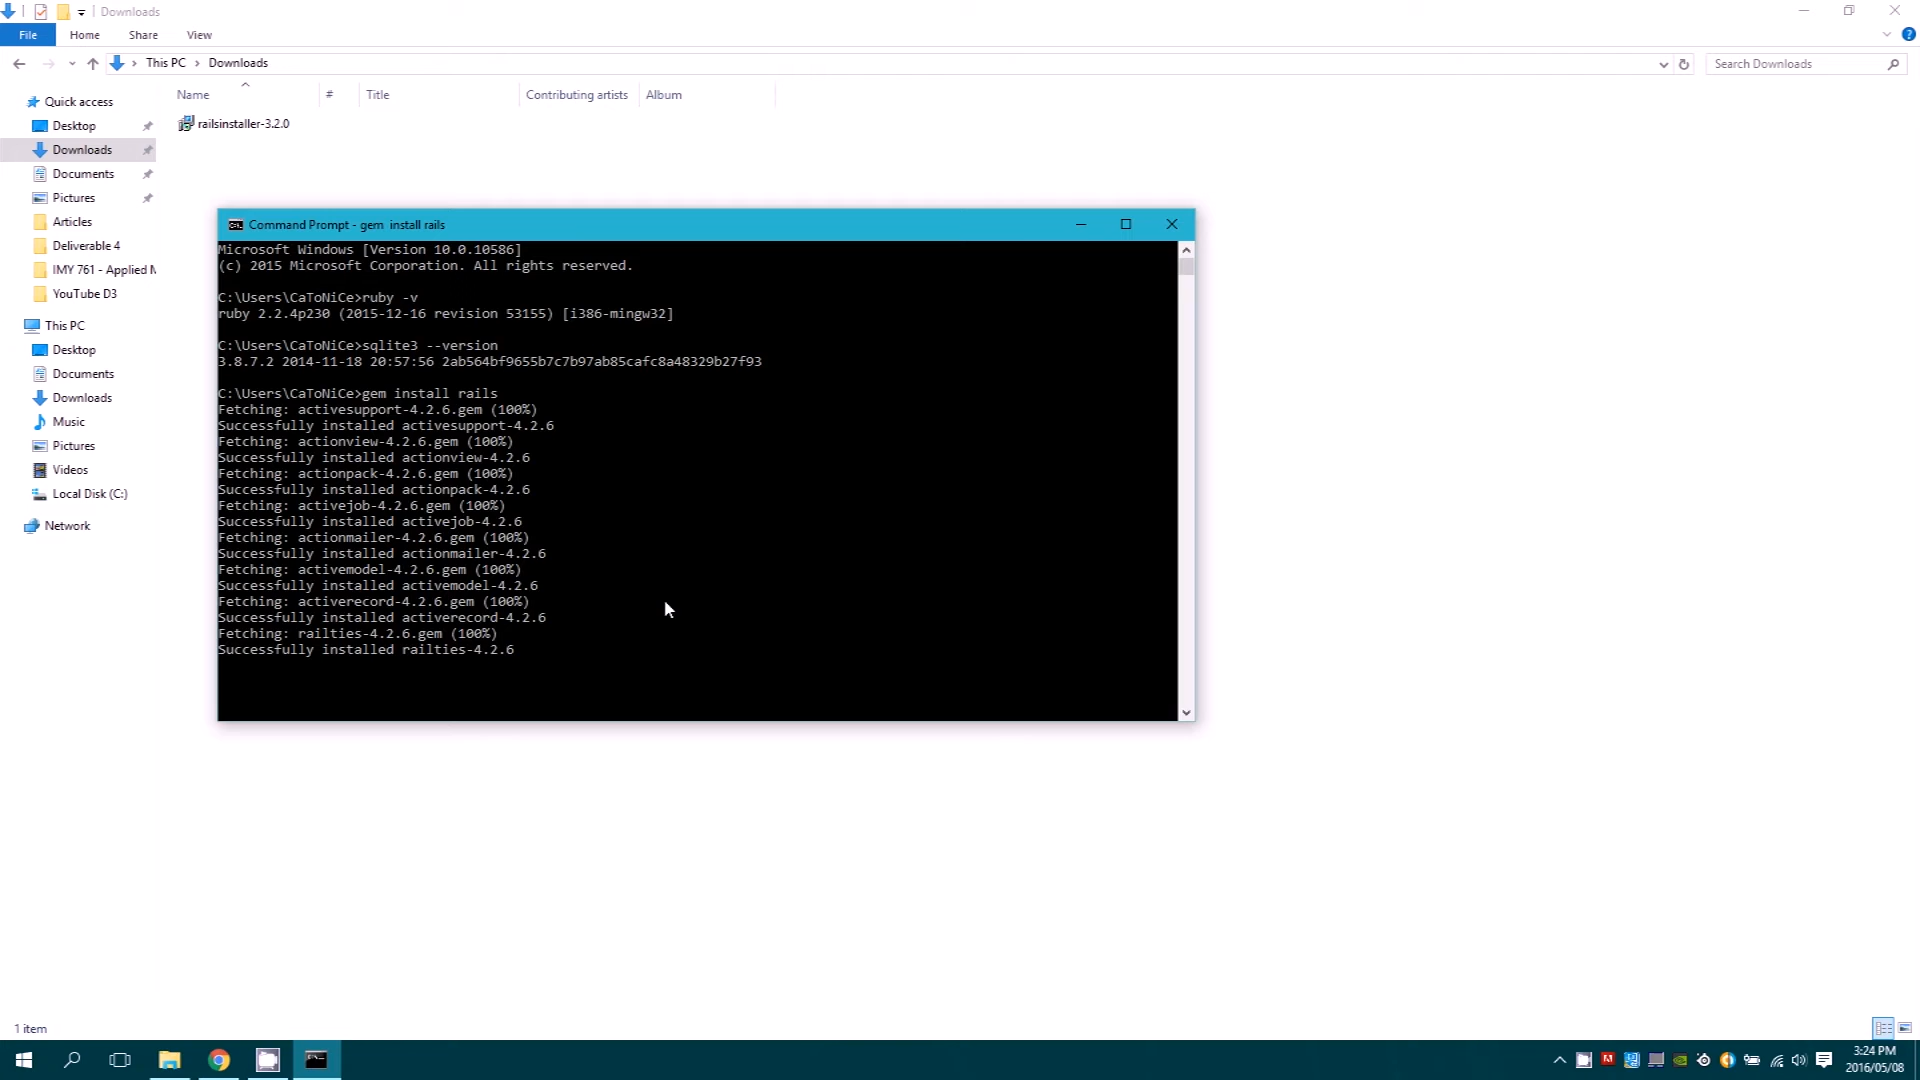 Downloads
File Home Share View
This PC > Downloads
Search Downloads
Name # Title Contributing artists Album
railsinstaller-3.2.0
Quick access
Desktop
Downloads
Documents
Pictures
Articles
Deliverable 4
IMY 761 - Applied M
YouTube D3
This PC
Desktop
Documents
Downloads
Music
Pictures
Videos
Local Disk (C:)
Network
Command Prompt - gem install rails
Microsoft Windows [Version 10.0.10586]
(c) 2015 Microsoft Corporation. All rights reserved.
C:\Users\CaToNiCe>ruby -v
ruby 2.2.4p230 (2015-12-16 revision 53155) [i386-mingw32]
C:\Users\CaToNiCe>sqlite3 --version
3.8.7.2 2014-11-18 20:57:56 2ab564bf9655b7c7b97ab85cafc8a48329b27f93
C:\Users\CaToNiCe>gem install rails
Fetching: activesupport-4.2.6.gem (100%)
Successfully installed activesupport-4.2.6
Fetching: actionview-4.2.6.gem (100%)
Successfully installed actionview-4.2.6
Fetching: actionpack-4.2.6.gem (100%)
Successfully installed actionpack-4.2.6
Fetching: activejob-4.2.6.gem (100%)
Successfully installed activejob-4.2.6
Fetching: actionmailer-4.2.6.gem (100%)
Successfully installed actionmailer-4.2.6
Fetching: activemodel-4.2.6.gem (100%)
Successfully installed activemodel-4.2.6
Fetching: activerecord-4.2.6.gem (100%)
Successfully installed activerecord-4.2.6
Fetching: railties-4.2.6.gem (100%)
Successfully installed railties-4.2.6
1 item
3:24 PM
2016/05/08